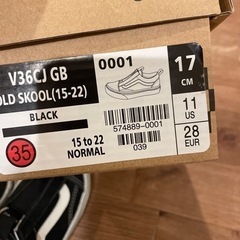 V36CJ GB
OLD SKOOL(15-22)
BLACK
35
15 to 22
NORMAL
0001
574889-0001
039
17
CM
11
US
28
EUR